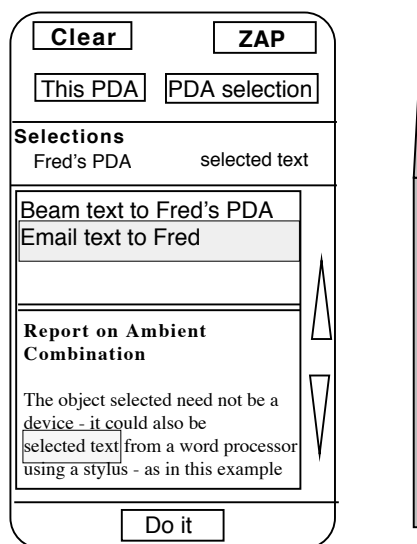 Clear ZAP
This PDA PDA selection
Selections
Fred's PDA selected text
Beam text to Fred's PDA
Email text to Fred
Report on Ambient
Combination
The object selected need not be a
device - it could also be
selected text from a word processor
using a stylus - as in this example
Do it